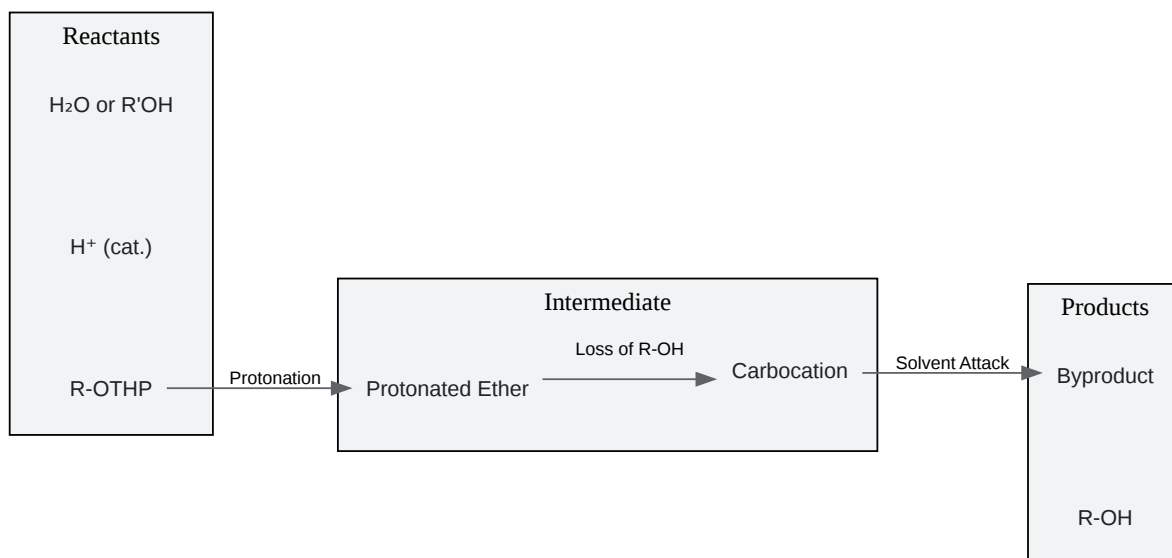 Reactants
H₂O or R'OH
H⁺ (cat.)
R-OTHP
Protonation
Intermediate
Protonated Ether
Loss of R-OH
Carbocation
Solvent Attack
Products
Byproduct
R-OH